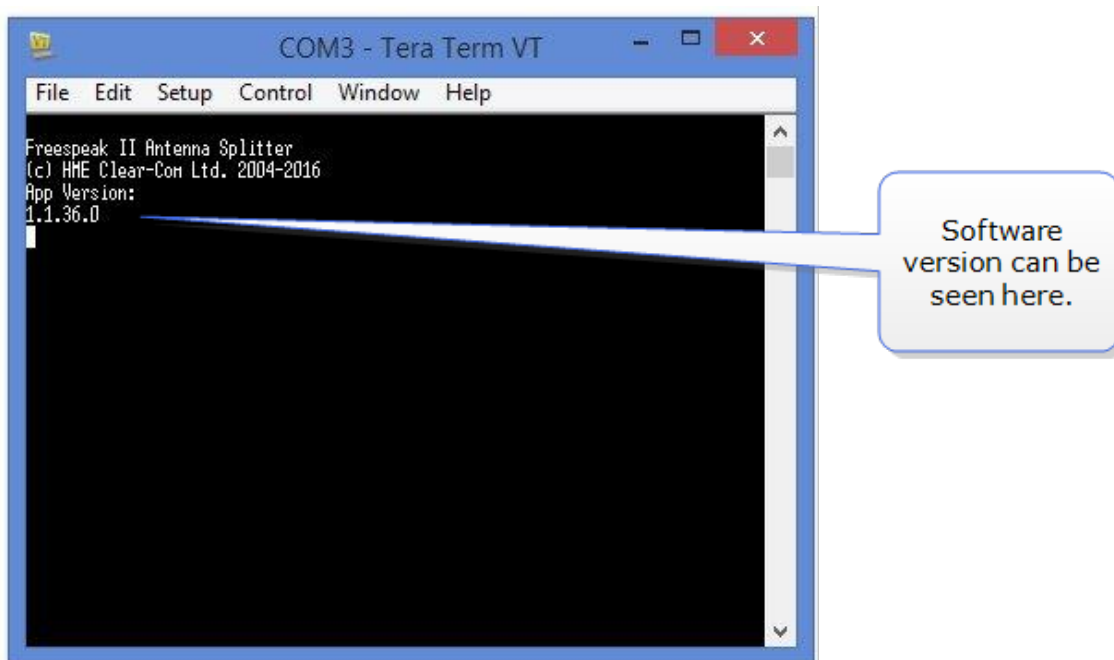 COM3 - Tera Term VT
File Edit Setup Control Window Help
Freespeak II Antenna Splitter
(c) HME Clear-Com Ltd. 2004-2016
App Version:
1.1.36.0
Software
version can be
seen here.